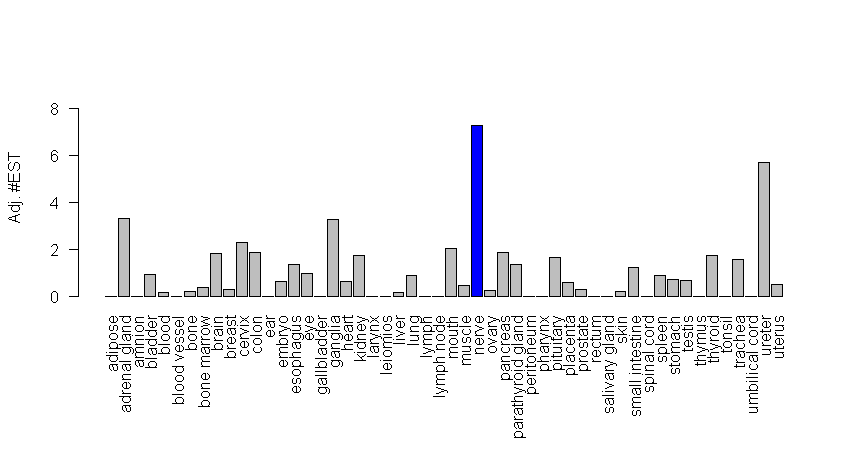 Adj. #EST
8
6
4
2
0
adipose
adrenal gland
amnion
bladder
blood
blood vessel
bone
bone marrow
brain
breast
cervix
colon
ear
embryo
esophagus
eye
gallbladder
ganglia
heart
kidney
larynx
leiomios
liver
lung
lymph
lymph node
mouth
muscle
nerve
ovary
pancreas
parathyroid gland
peritoneum
pharynx
pituitary
placenta
prostate
rectum
salivary gland
skin
small intestine
spinal cord
spleen
stomach
testis
thymus
thyroid
tonsil
trachea
umbilical cord
ureter
uterus